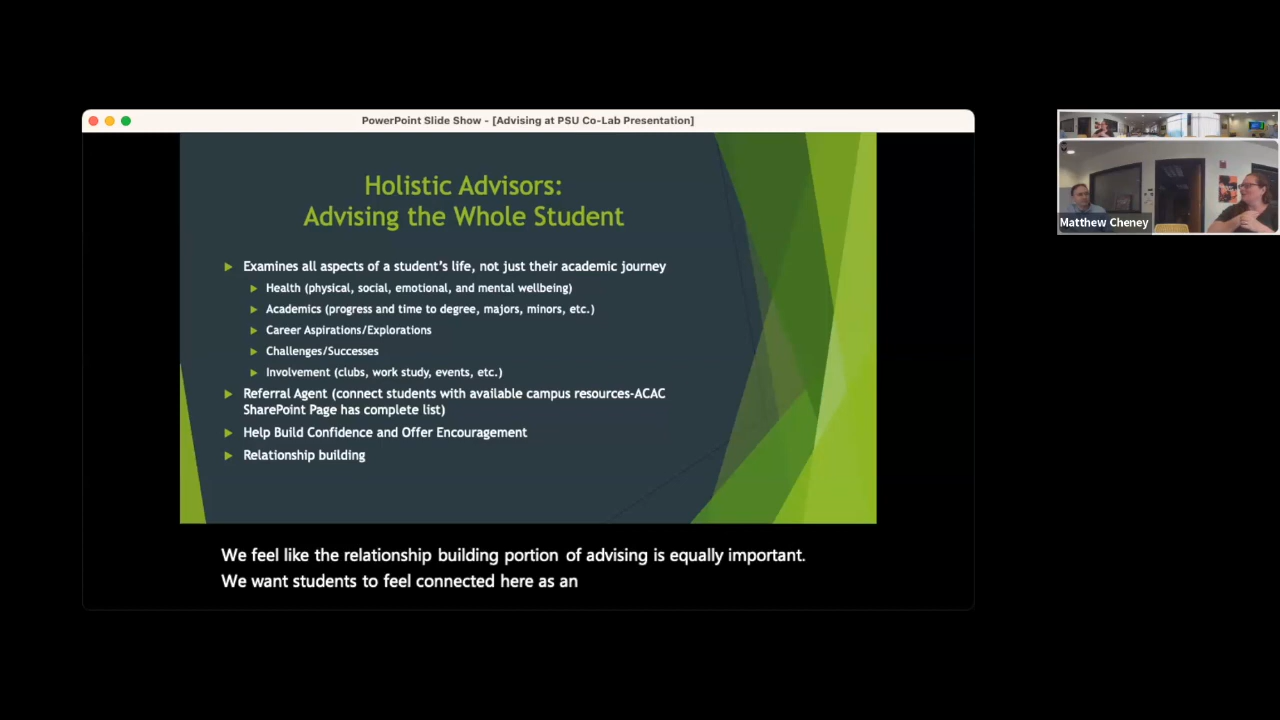 PowerPoint Slide Show - [Advising at PSU Co-Lab Presentation]
Holistic Advisors:
Advising the Whole Student
Examines all aspects of a student's life, not just their academic journey
Health (physical, social, emotional, and mental wellbeing)
Academics (progress and time to degree, majors, minors, etc.)
Career Aspirations/Explorations
Challenges/Successes
Involvement (clubs, work study, events, etc.)
Referral Agent (connect students with available campus resources-ACAC
SharePoint Page has complete list)
Help Build Confidence and Offer Encouragement
Relationship building
We feel like the relationship building portion of advising is equally important.
We want students to feel connected here as an
Matthew Cheney